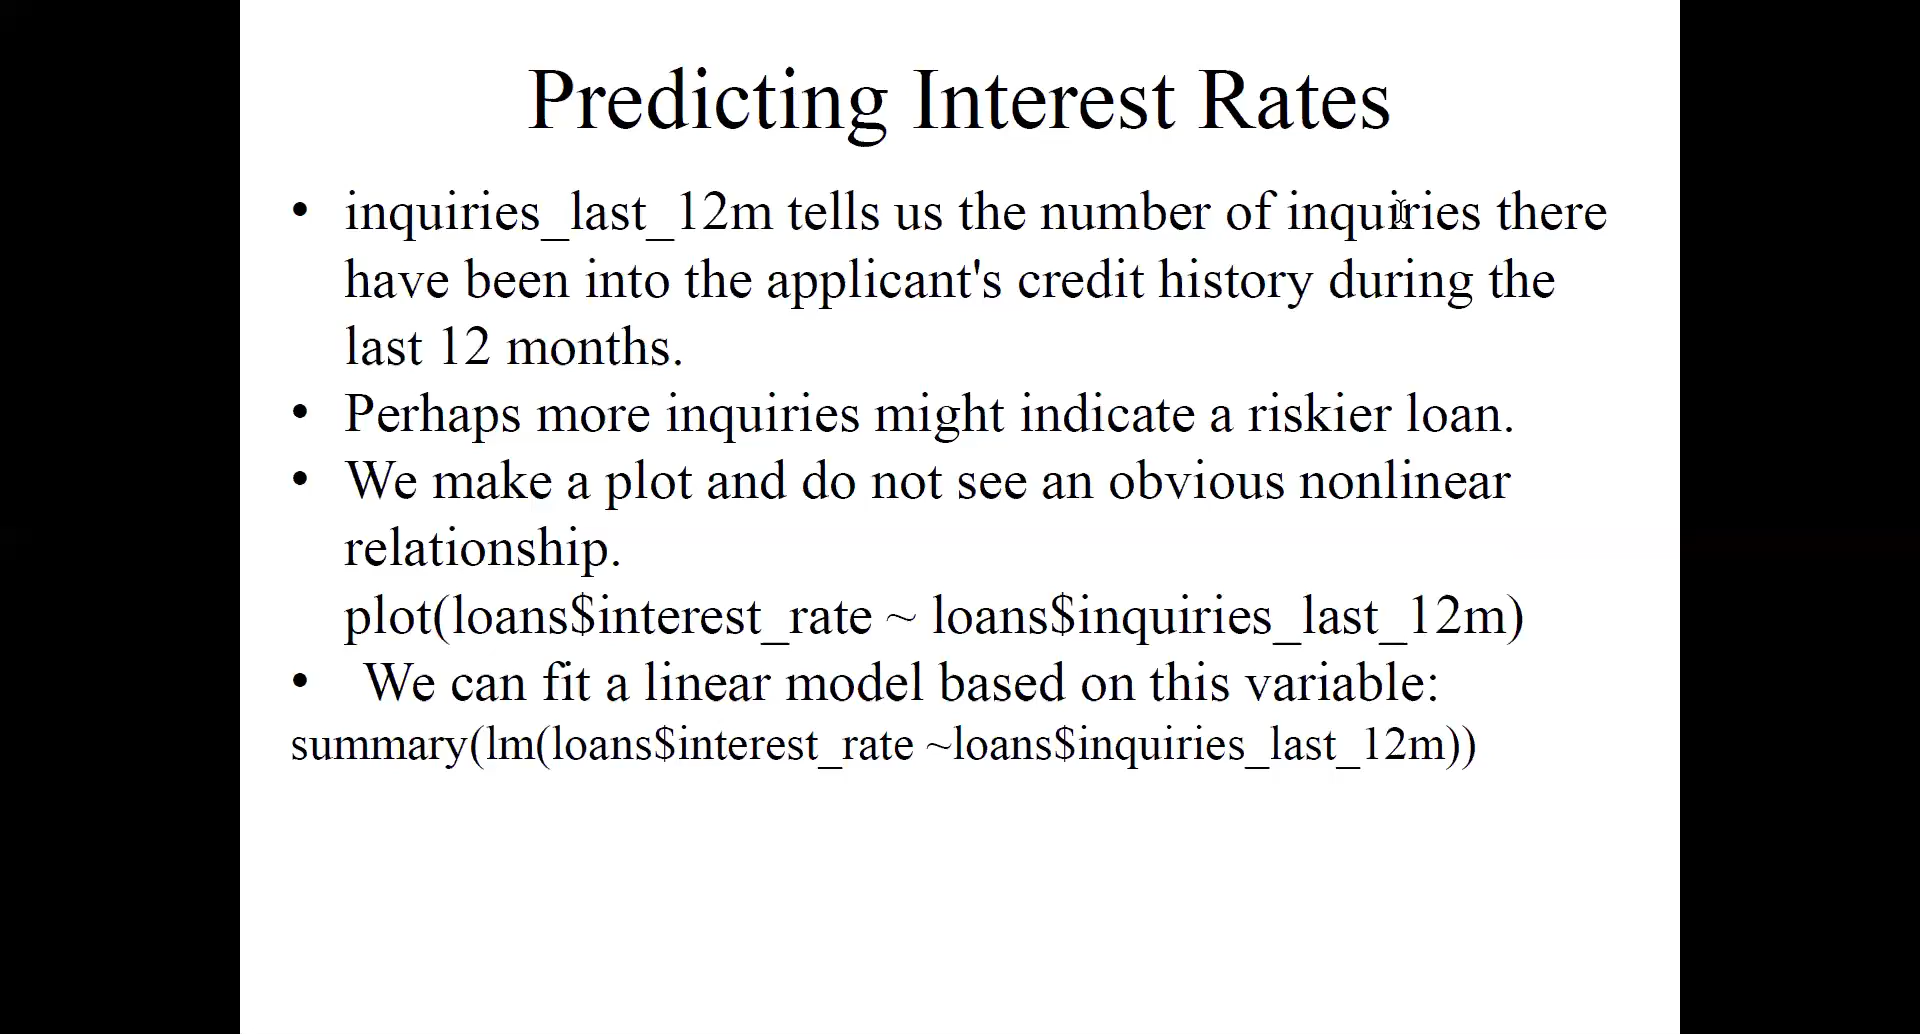 Predicting Interest Rates
• inquiries_last_12m tells us the number of inquiries there
have been into the applicant's credit history during the
last 12 months.
• Perhaps more inquiries might indicate a riskier loan.
• We make a plot and do not see an obvious nonlinear
relationship.
plot(loans$interest_rate ~ loans$inquiries_last_12m)
• We can fit a linear model based on this variable:
summary(lm(loans$interest_rate ~loans$inquiries_last_12m))